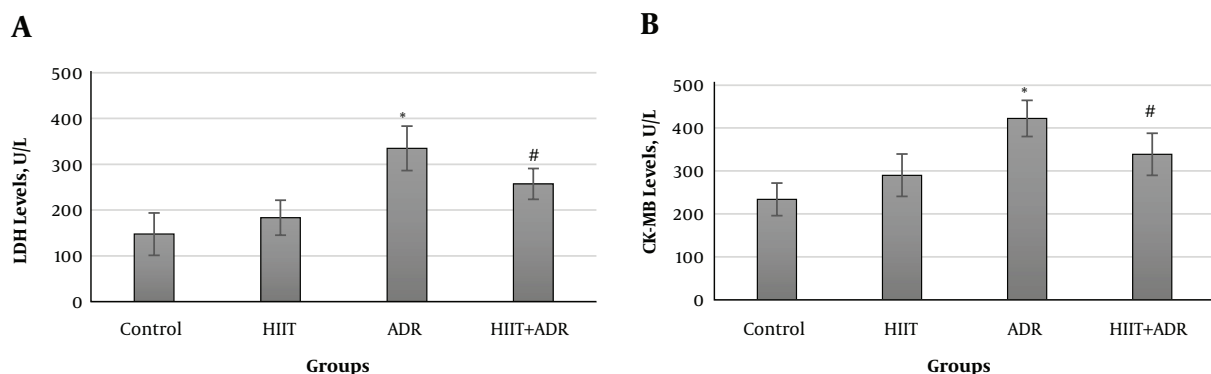 A
LDH Levels, U/L
500
400
300
200
100
0
*
#
Control HIIT ADR HIIT+ADR
Groups
B
CK-MB Levels, U/L
500
400
300
200
100
0
*
#
Control HIIT ADR HIIT+ADR
Groups